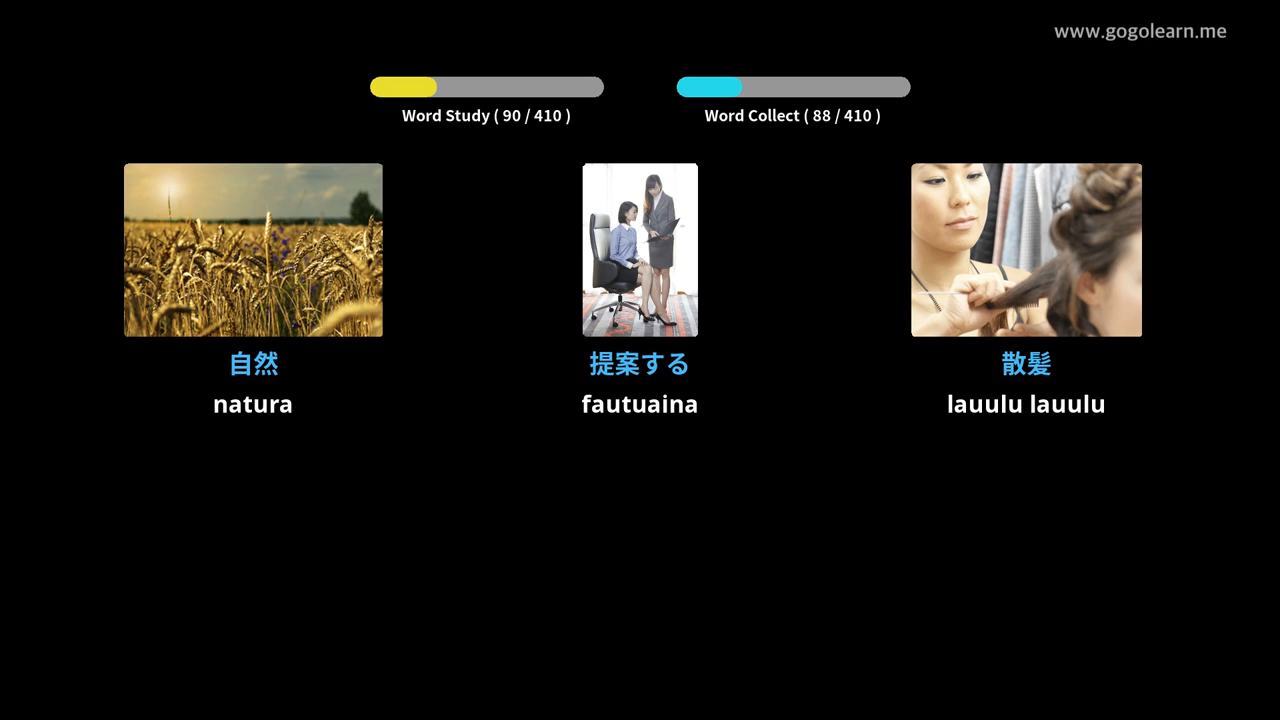 www.gogolearn.me
Word Study ( 90 / 410 )
Word Collect ( 88 / 410 )
自然
natura
提案する
fautuaina
散髪
lauulu lauulu